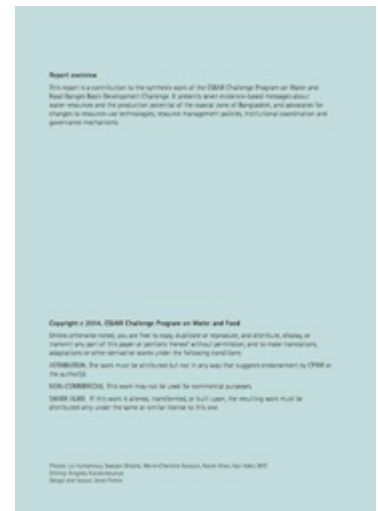 Report overview
This report is a contribution to the synthesis work of the CGIAR Challenge Program on Water and
Food Ganges Basin Development Challenge. It presents seven evidence-based messages about
water resources and the production potential of the coastal zone of Bangladesh, and advocates for
changes to resource-use technologies, resource management policies, institutional coordination and
governance mechanisms.
Copyright © 2014, CGIAR Challenge Program on Water and Food
Unless otherwise noted, you are free to copy, duplicate or reproduce, and distribute, display, or
transmit any part of this paper or portions thereof without permission, and to make translations,
adaptations or other derivative works under the following conditions:
ATTRIBUTION. The work must be attributed but not in any way that suggests endorsement by CPWF or
the author(s).
NON-COMMERCIAL. This work may not be used for commercial purposes.
SHARE ALIKE. If this work is altered, transformed, or built upon, the resulting work must be
distributed only under the same or similar license to this one.
Photos: Liz Humphreys, Swapan
Editing:
Design and layout: